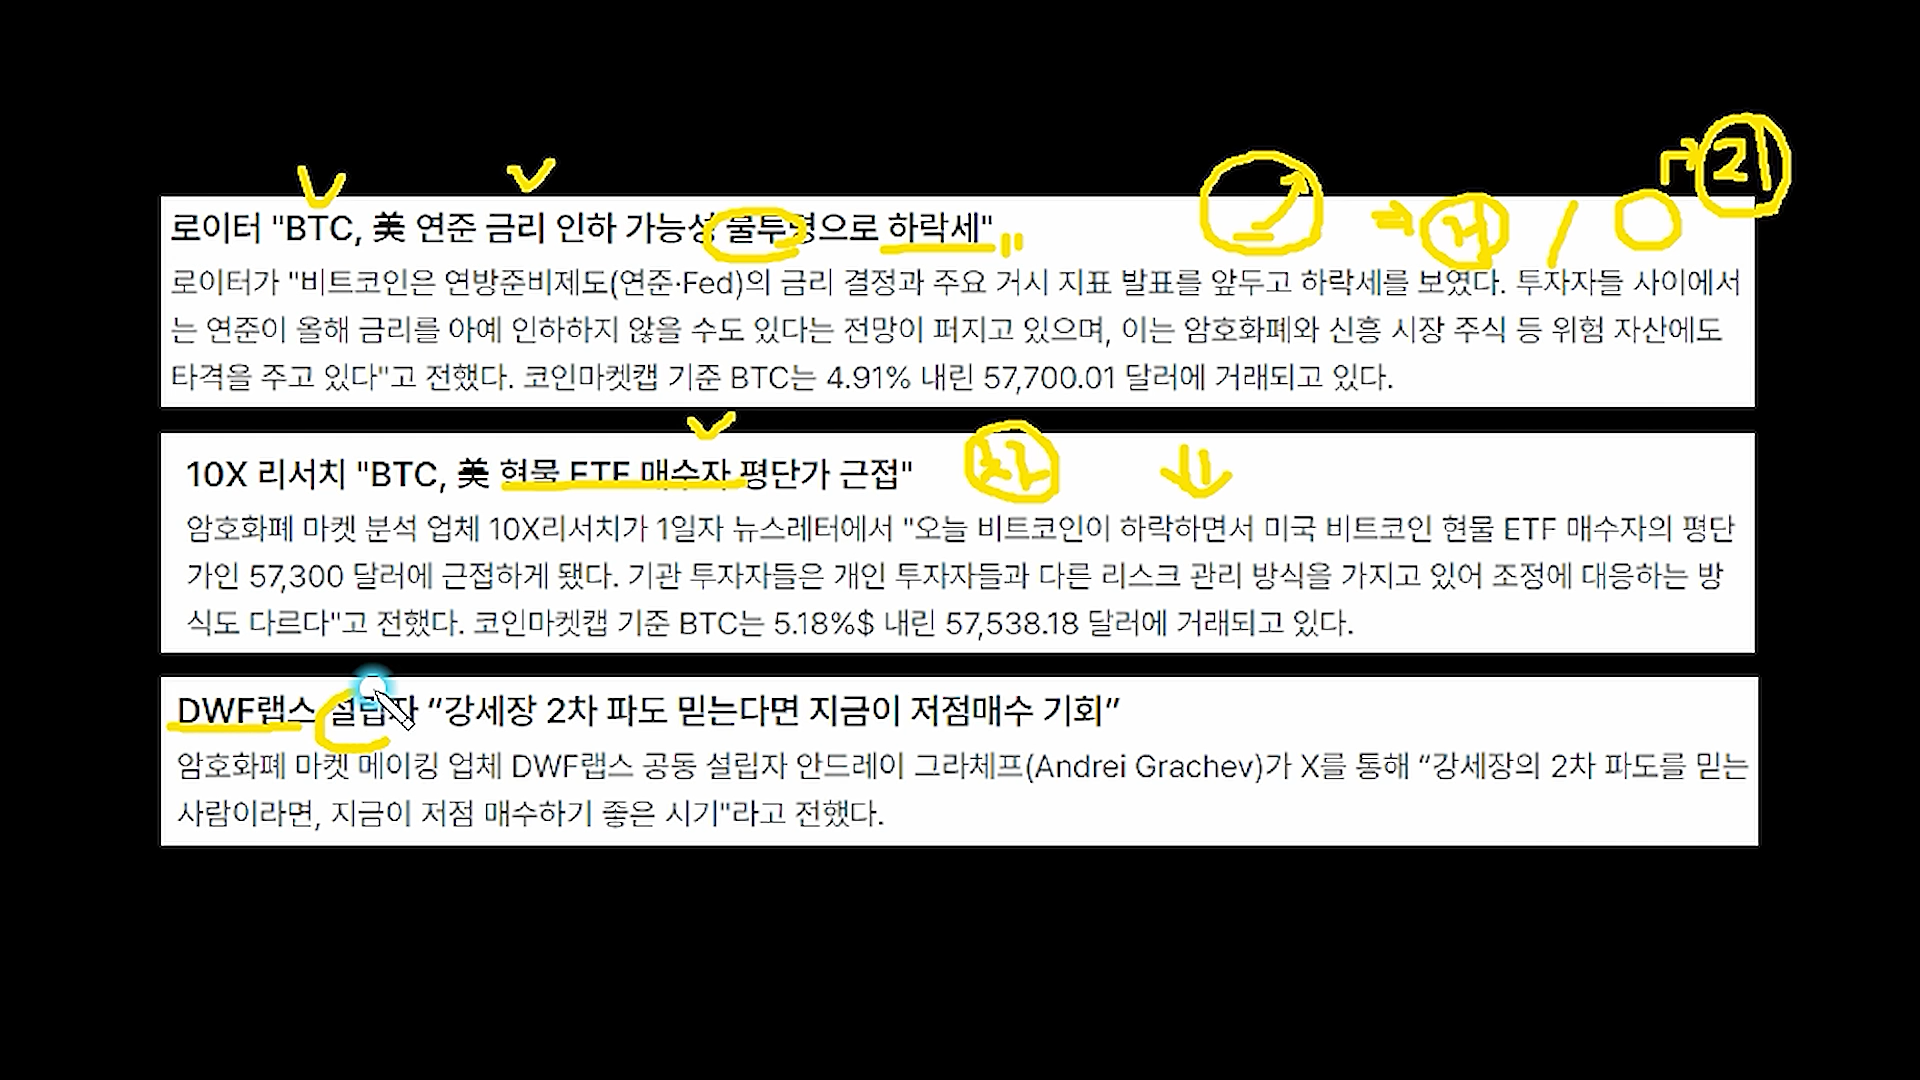 로이터 "BTC, 美 연준 금리 인하 가능성 불투명으로 하락세"
로이터가 "비트코인은 연방준비제도(연준·Fed)의 금리 결정과 주요 거시 지표 발표를 앞두고 하락세를 보였다. 투자자들 사이에서
는 연준이 올해 금리를 아예 인하하지 않을 수도 있다는 전망이 퍼지고 있으며, 이는 암호화폐와 신흥 시장 주식 등 위험 자산에도
타격을 주고 있다"고 전했다. 코인마켓캡 기준 BTC는 4.91% 내린 57,700.01 달러에 거래되고 있다.
10X 리서치 "BTC, 美 현물 ETF 매수자 평단가 근접"
암호화폐 마켓 분석 업체 10X리서치가 1일자 뉴스레터에서 "오늘 비트코인이 하락하면서 미국 비트코인 현물 ETF 매수자의 평단
가인 57,300 달러에 근접하게 됐다. 기관 투자자들은 개인 투자자들과 다른 리스크 관리 방식을 가지고 있어 조정에 대응하는 방
식도 다르다"고 전했다. 코인마켓캡 기준 BTC는 5.18%$ 내린 57,538.18 달러에 거래되고 있다.
DWF랩스 설립자 “강세장 2차 파도 믿는다면 지금이 저점매수 기회”
암호화폐 마켓 메이킹 업체 DWF랩스 공동 설립자 안드레이 그라체프(Andrei Grachev)가 X를 통해 “강세장의 2차 파도를 믿는
사람이라면, 지금이 저점 매수하기 좋은 시기"라고 전했다.